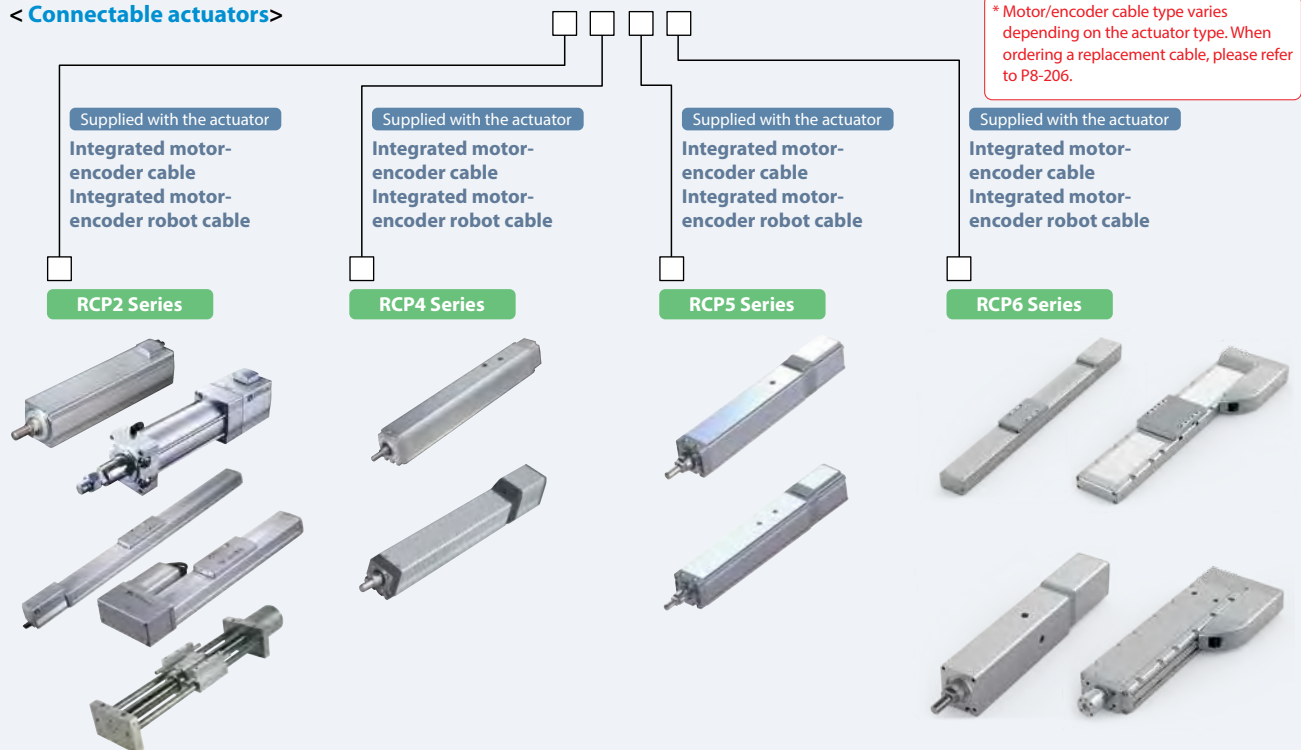 < Connectable actuators>
* Motor/encoder cable type varies
depending on the actuator type. When
ordering a replacement cable, please refer
to P8-206.
Supplied with the actuator
Integrated motor-
encoder cable
Integrated motor-
encoder robot cable
RCP2 Series
Supplied with the actuator
Integrated motor-
encoder cable
Integrated motor-
encoder robot cable
RCP4 Series
Supplied with the actuator
Integrated motor-
encoder cable
Integrated motor-
encoder robot cable
RCP5 Series
Supplied with the actuator
Integrated motor-
encoder cable
Integrated motor-
encoder robot cable
RCP6 Series